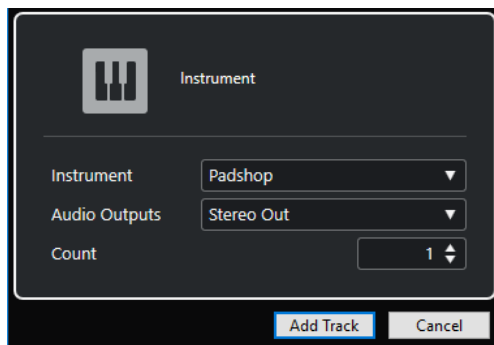 Instrument
Instrument Padshop
Audio Outputs Stereo Out
Count 1
Add Track Cancel